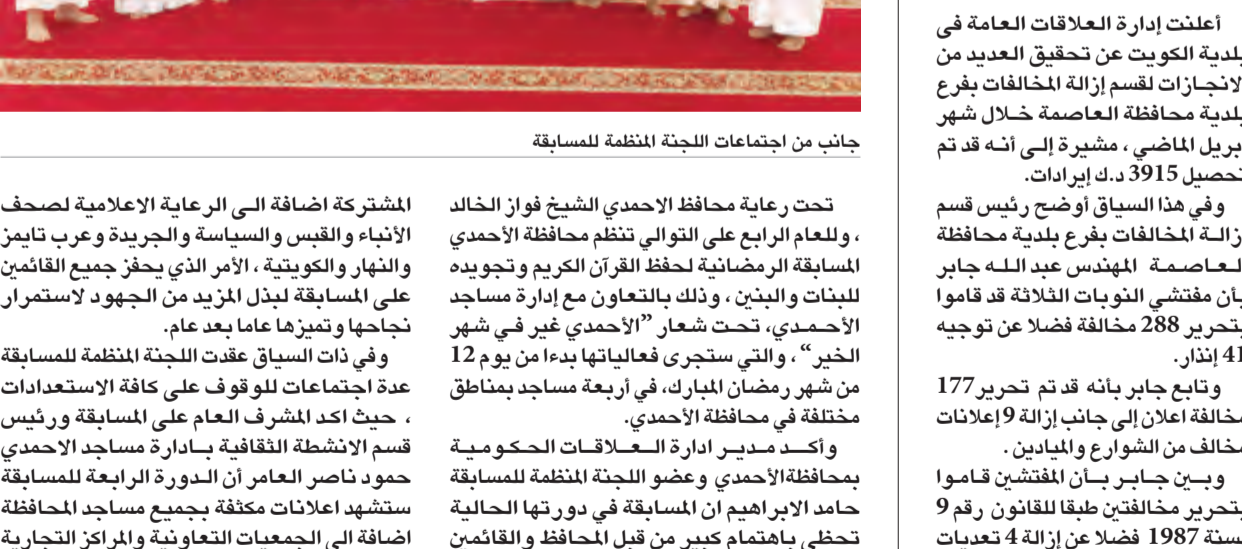 جانب من اجتماعات اللجنة المنظمة للمسابقة
تحت رعاية محافظ الاحمدي الشيخ فواز الخالد
، وللعام الرابع على التوالي تنظم محافظة الأحمدي
المسابقة الرمضانية لحفظ القرآن الكريم وتجويده
للبنات والبنين ، وذلك بالتعاون مع إدارة مساجد
الأحمدي، تحت شعار ”الأحمدي غير في شهر
الخير“ ، والتي ستجرى فعالياتها بدءا من يوم 12
من شهر رمضان المبارك، في أربعة مساجد بمناطق
مختلفة في محافظة الأحمدي.
وأكد مدير ادارة العلاقات الحكومية
بمحافظةالأحمدي وعضو اللجنة المنظمة للمسابقة
حامد الابراهيم ان المسابقة في دورتها الحالية
تحظى باهتمام كبير من قبل المحافظ والقائمين
المشتركة اضافة الى الرعاية الاعلامية لصحف
الأنباء والقبس والسياسة والجريدة وعرب تايمز
والنهار والكويتية ، الأمر الذي يحفز جميع القائمين
على المسابقة لبذل المزيد من الجهود لاستمرار
نجاحها وتميزها عاما بعد عام.
وفي ذات السياق عقدت اللجنة المنظمة للمسابقة
عدة اجتماعات للوقوف على كافة الاستعدادات
، حيث اكد المشرف العام على المسابقة ورئيس
قسم الانشطة الثقافية بادارة مساجد الاحمدي
حمود ناصر العامر أن الدورة الرابعة للمسابقة
ستشهد اعلانات مكثفة بجميع مساجد المحافظة
اضافة الى الجمعيات التعاونية والمراكز التجارية
أعلنت إدارة العلاقات العامة فى
بلدية الكويت عن تحقيق العديد من
الانجازات لقسم إزالة المخالفات بفرع
بلدية محافظة العاصمة خلال شهر
ابريل الماضي ، مشيرة إلى أنه قد تم
تحصيل 3915 د.ك إيرادات.
وفي هذا السياق أوضح رئيس قسم
إزالة المخالفات بفرع بلدية محافظة
العاصمة المهندس عبد الله جابر
بأن مفتشي النوبات الثلاثة قد قاموا
بتحرير 288 مخالفة فضلا عن توجيه
41 إنذار.
وتابع جابر بأنه قد تم تحرير177
مخالفة اعلان إلى جانب إزالة 9إعلانات
مخالف من الشوارع والميادين .
وبين جابر بأن المفتشين قاموا
بتحرير مخالفتين طبقا للقانون رقم 9
لسنة 1987 فضلا عن إزالة 4 تعديات